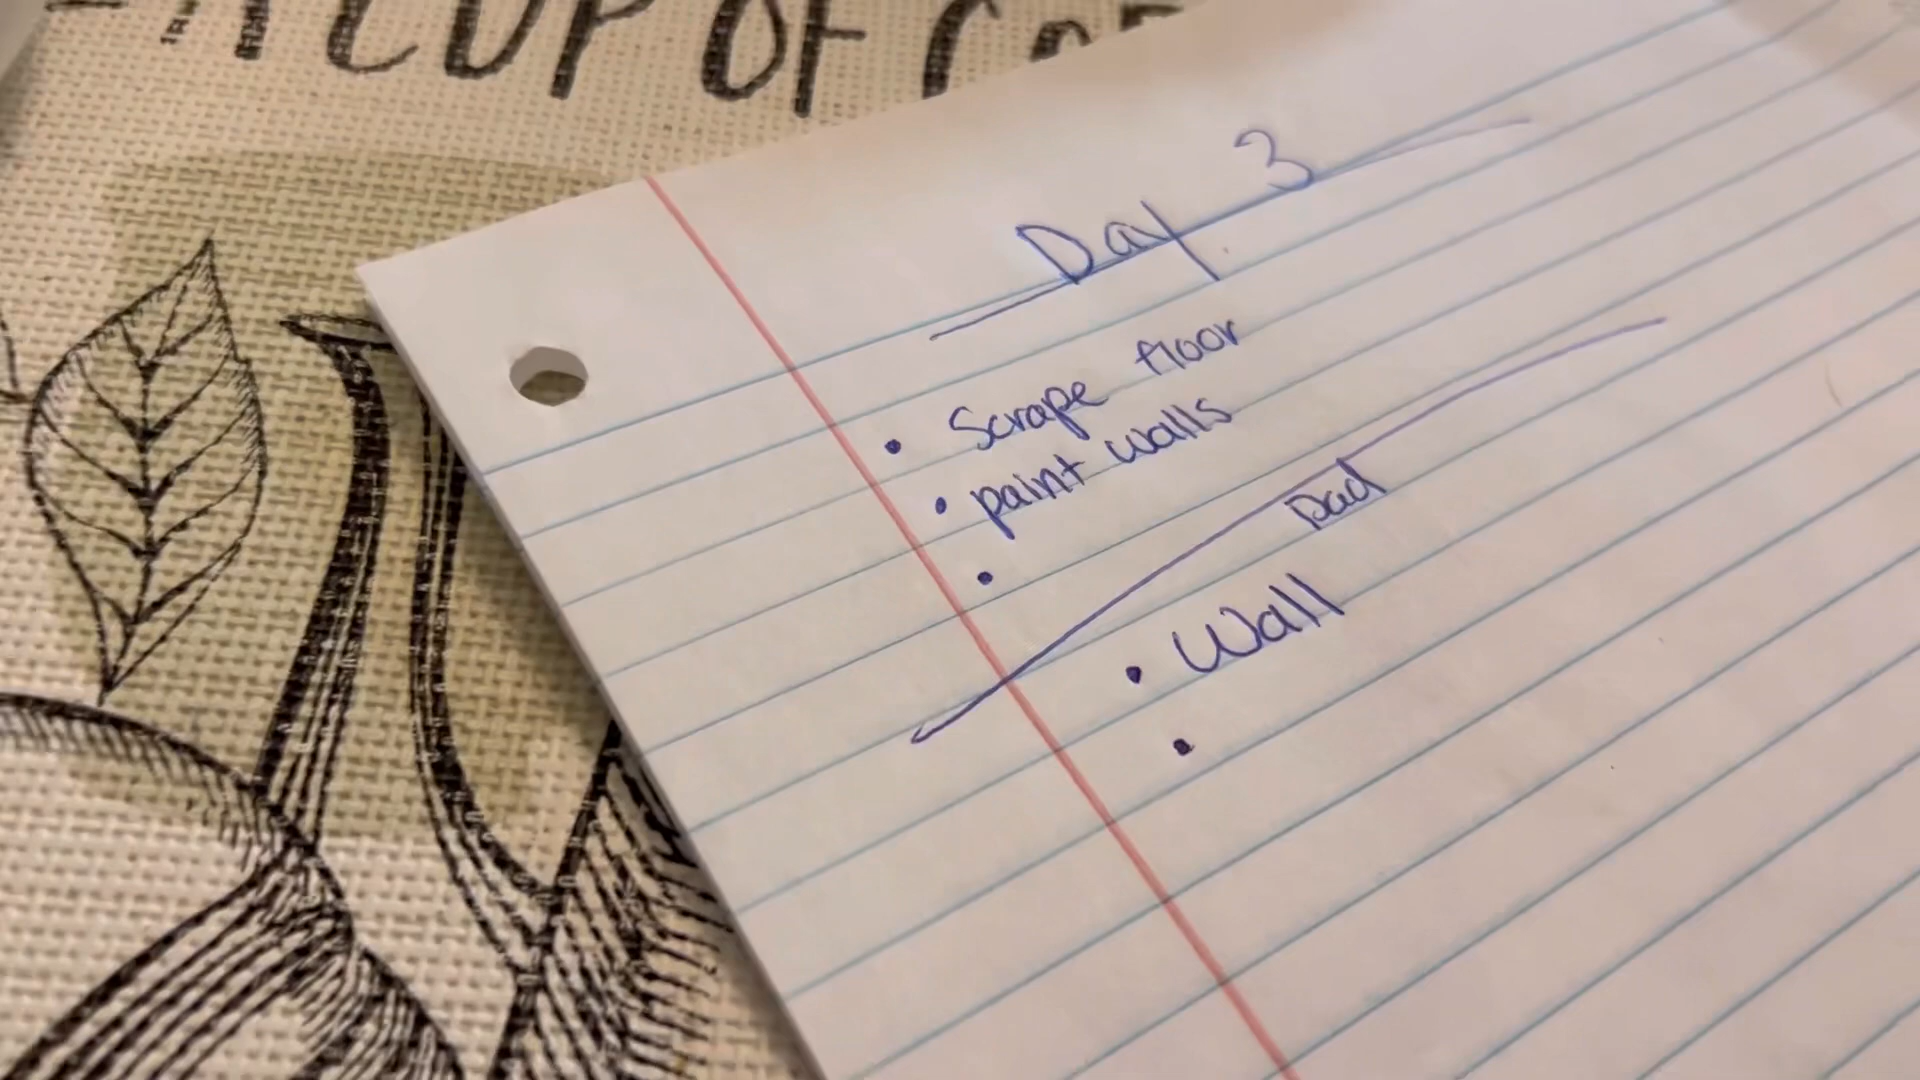 A CUP OF
Day 3
• Scrape floor
• paint walls
•
Dad
• Wall
•